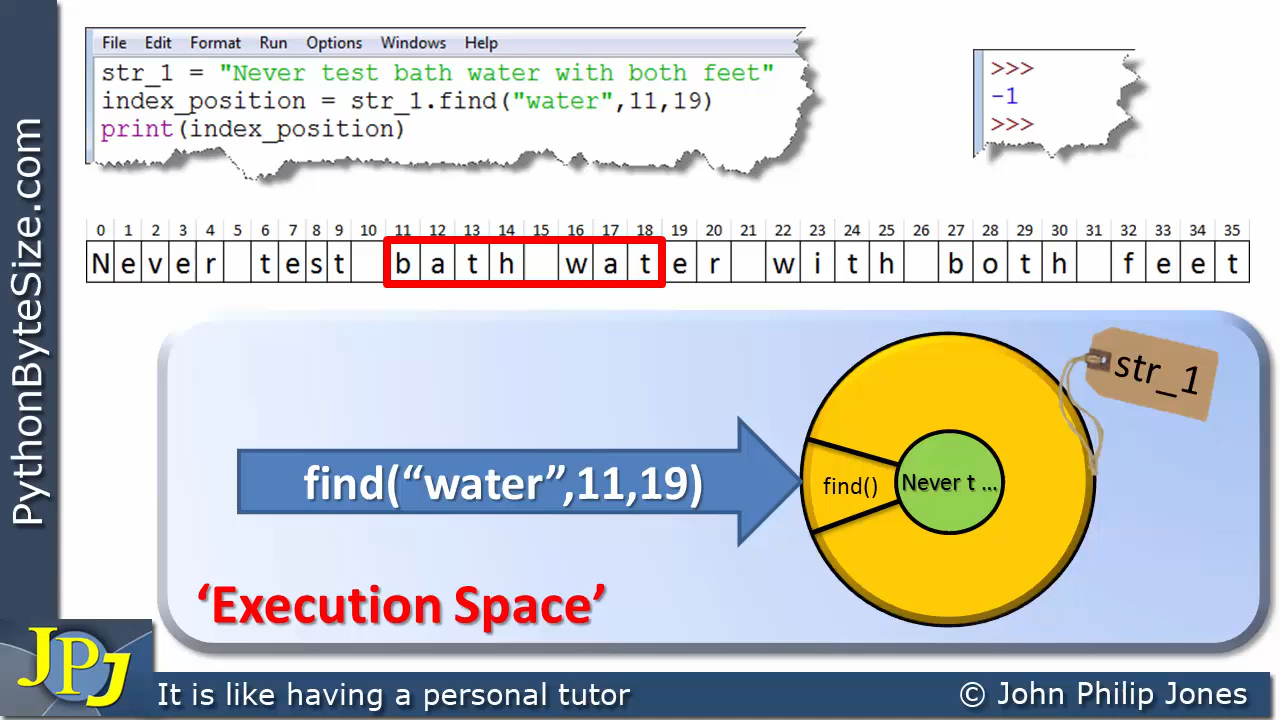 File Edit Format Run Options Windows Help
str_1 = "Never test bath water with both feet"
index_position = str_1.find("water",11,19)
print(index_position)
>>>
-1
>>>
0 1 2 3 4 5 6 7 8 9 10 11 12 13 14 15 16 17 18 19 20 21 22 23 24 25 26 27 28 29 30 31 32 33 34 35
N e v e r t e s t b a t h w a t e r w i t h b o t h f e e t
str_1
find(“water”,11,19)
find()
Never t ...
‘Execution Space’
PythonByteSize.com
JPJ
It is like having a personal tutor
© John Philip Jones